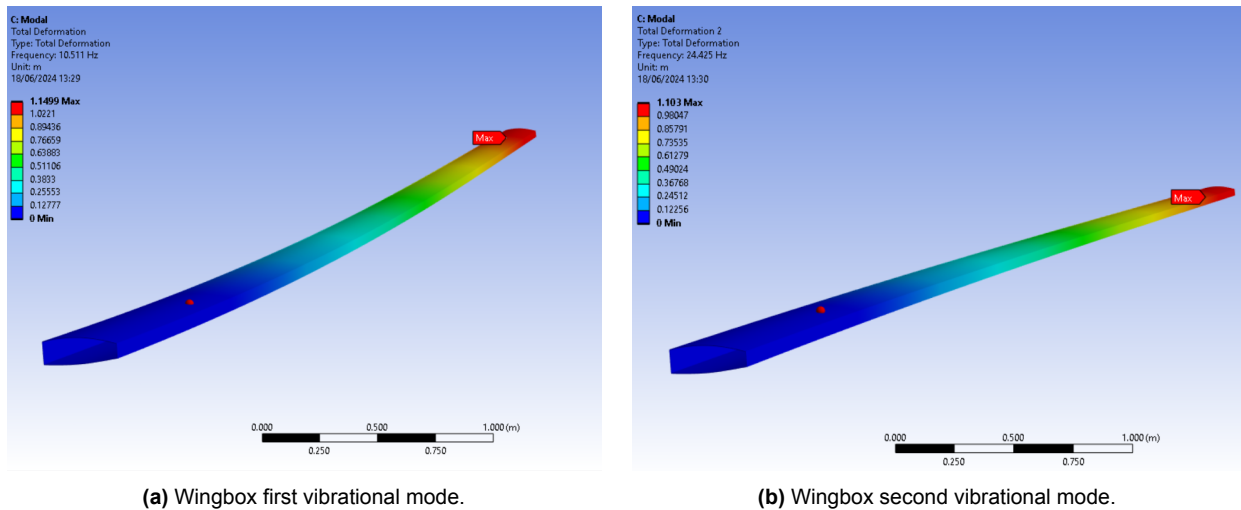 C: Modal
Total Deformation
Type: Total Deformation
Frequency: 10.511 Hz
Unit: m
18/06/2024 13:29
1.1499 Max
1.0221
0.89436
0.76659
0.63883
0.51106
0.3833
0.25553
0.12777
0 Min
Max
0.000 0.500 1.000 (m)
0.250 0.750
(a) Wingbox first vibrational mode.
C: Modal
Total Deformation 2
Type: Total Deformation
Frequency: 24.425 Hz
Unit: m
18/06/2024 13:30
1.103 Max
0.98047
0.85791
0.73535
0.61279
0.49024
0.36768
0.24512
0.12256
0 Min
Max
0.000 0.500 1.000 (m)
0.250 0.750
(b) Wingbox second vibrational mode.